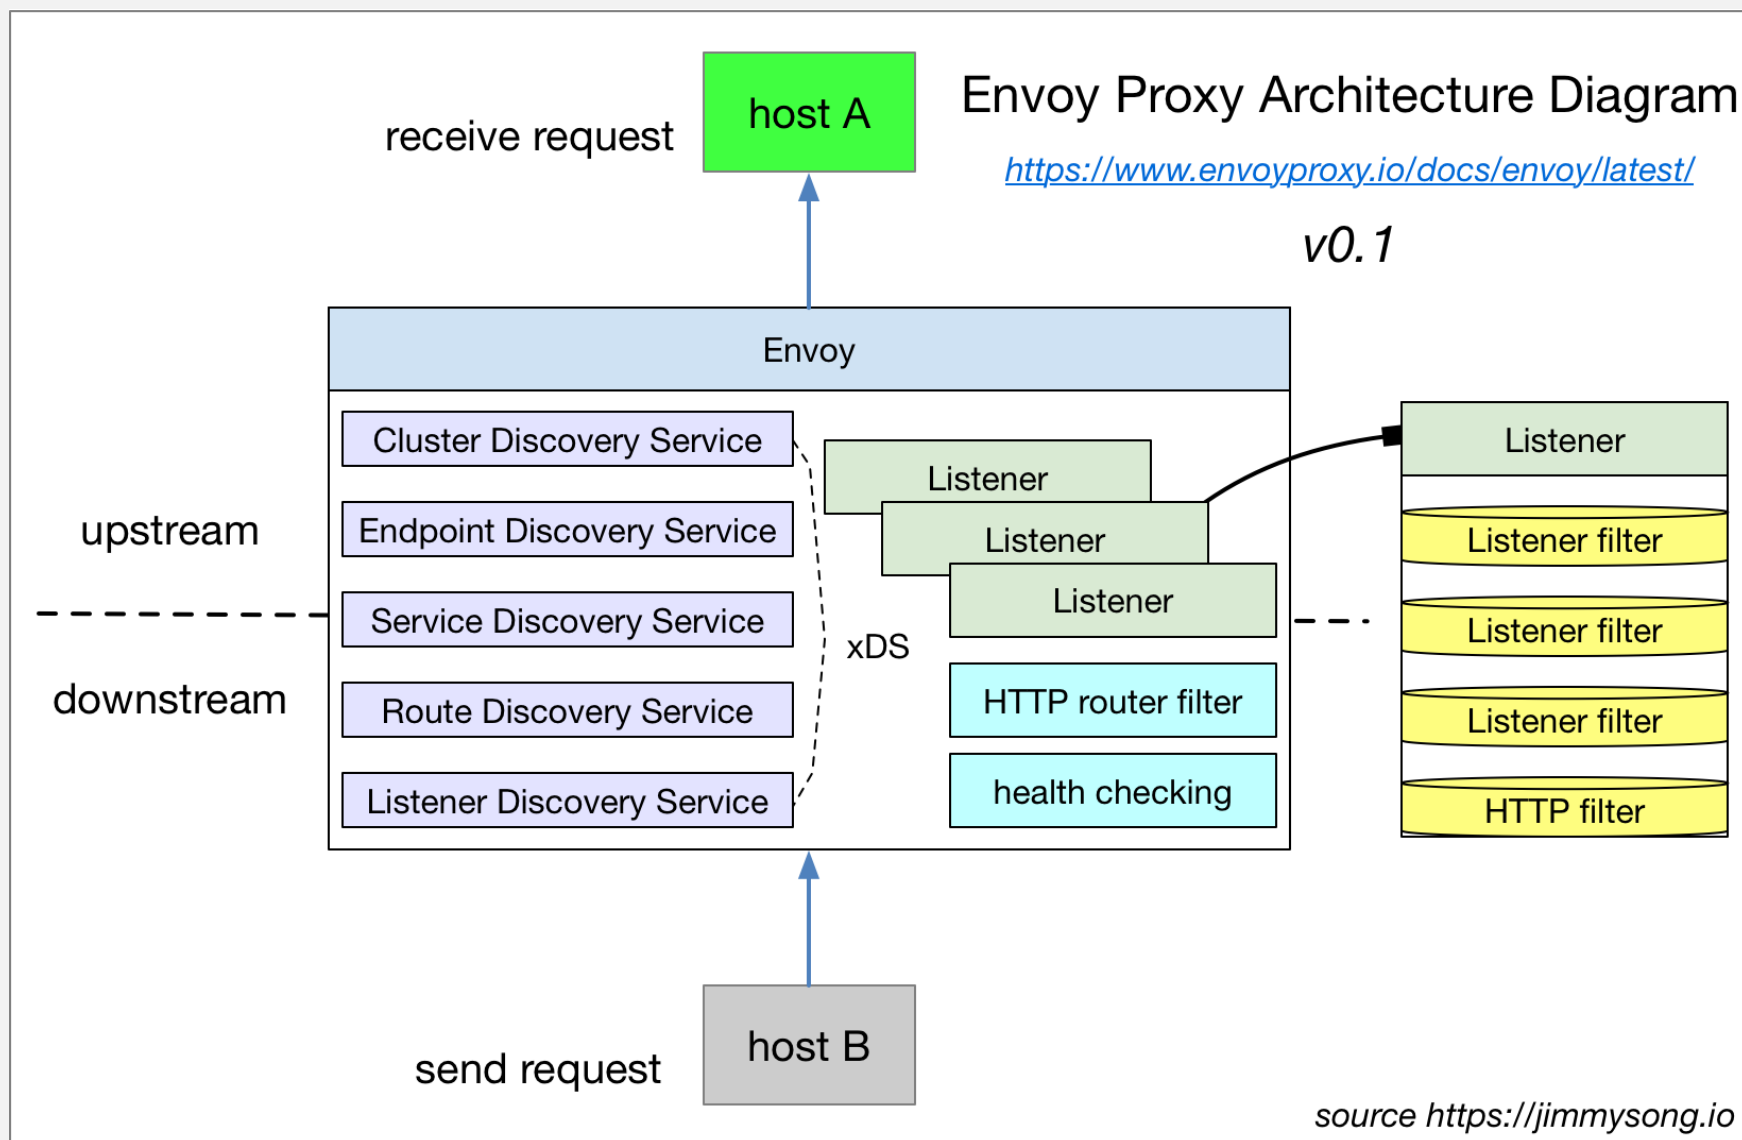 host A
receive request
Envoy Proxy Architecture Diagram
https://www.envoyproxy.io/docs/envoy/latest/
v0.1
Envoy
Cluster Discovery Service
Endpoint Discovery Service
Service Discovery Service
Route Discovery Service
Listener Discovery Service
xDS
Listener
Listener
Listener
HTTP router filter
health checking
Listener
Listener filter
Listener filter
Listener filter
HTTP filter
upstream
downstream
host B
send request
source https://jimmysong.io